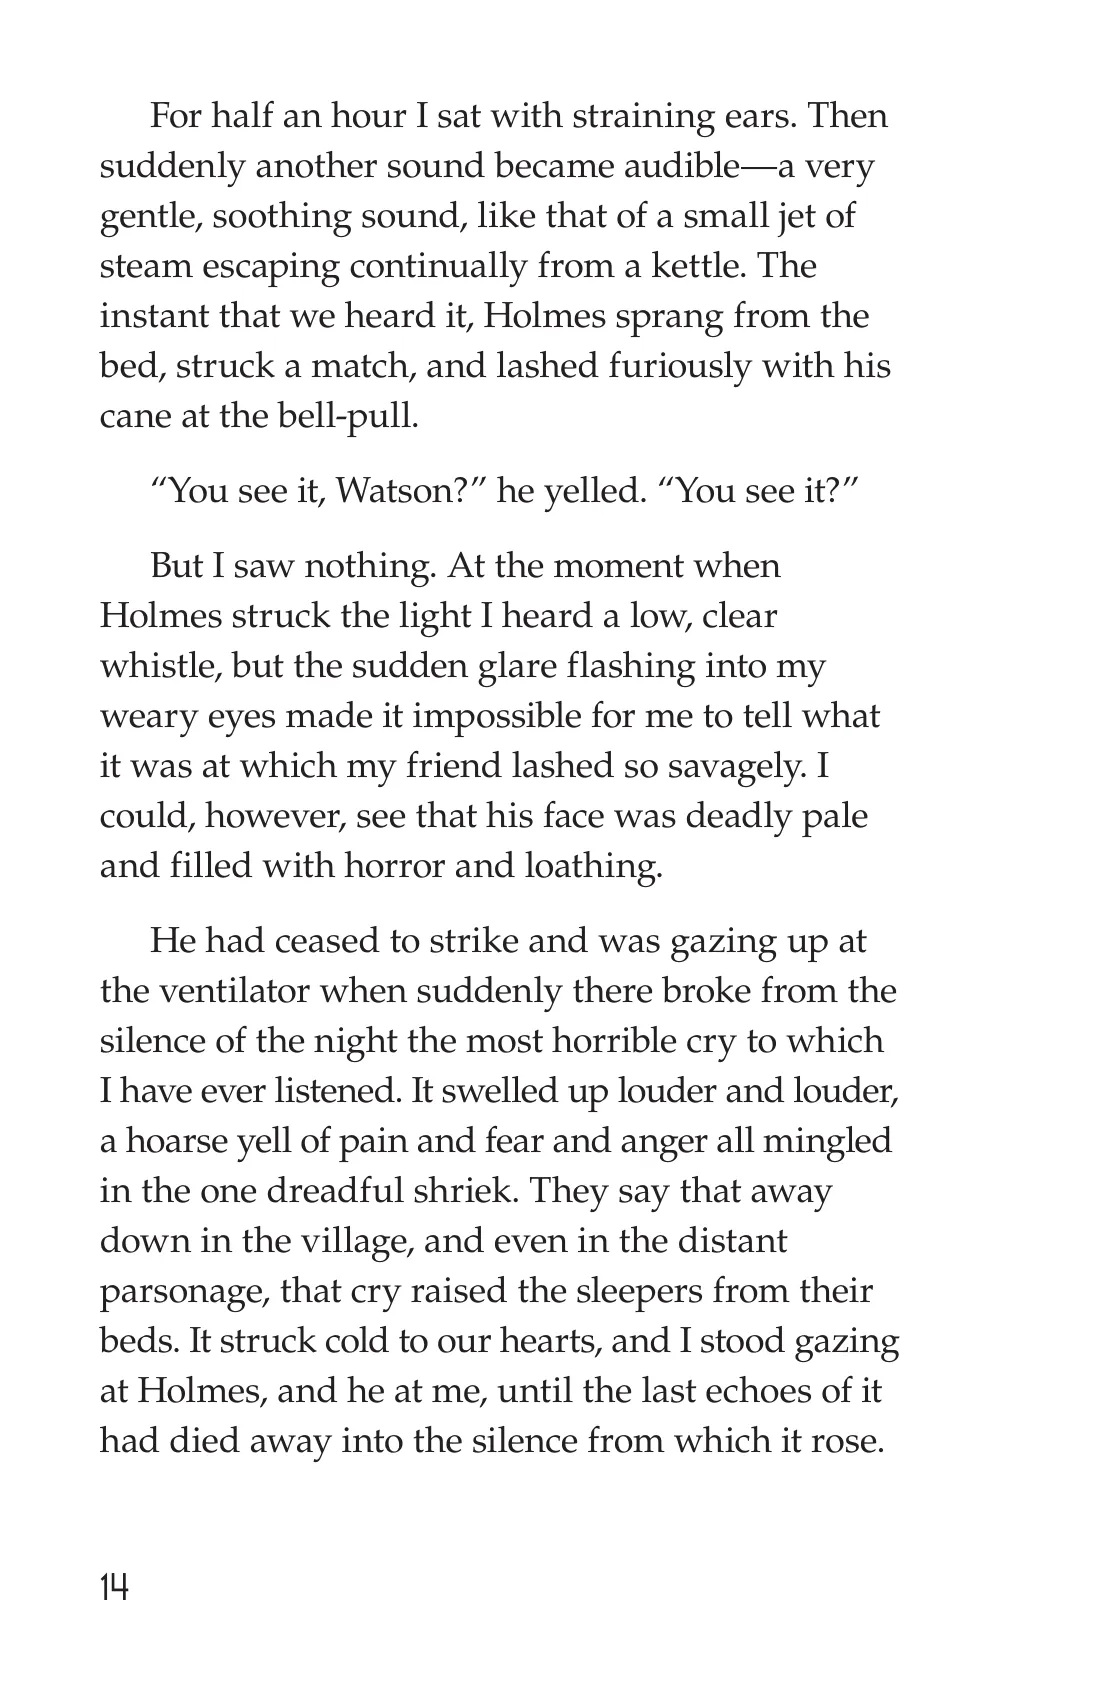 For half an hour I sat with straining ears. Then
suddenly another sound became audible—a very
gentle, soothing sound, like that of a small jet of
steam escaping continually from a kettle. The
instant that we heard it, Holmes sprang from the
bed, struck a match, and lashed furiously with his
cane at the bell-pull.
“You see it, Watson?” he yelled. “You see it?”
But I saw nothing. At the moment when
Holmes struck the light I heard a low, clear
whistle, but the sudden glare flashing into my
weary eyes made it impossible for me to tell what
it was at which my friend lashed so savagely. I
could, however, see that his face was deadly pale
and filled with horror and loathing.
He had ceased to strike and was gazing up at
the ventilator when suddenly there broke from the
silence of the night the most horrible cry to which
I have ever listened. It swelled up louder and louder,
a hoarse yell of pain and fear and anger all mingled
in the one dreadful shriek. They say that away
down in the village, and even in the distant
parsonage, that cry raised the sleepers from their
beds. It struck cold to our hearts, and I stood gazing
at Holmes, and he at me, until the last echoes of it
had died away into the silence from which it rose.
14